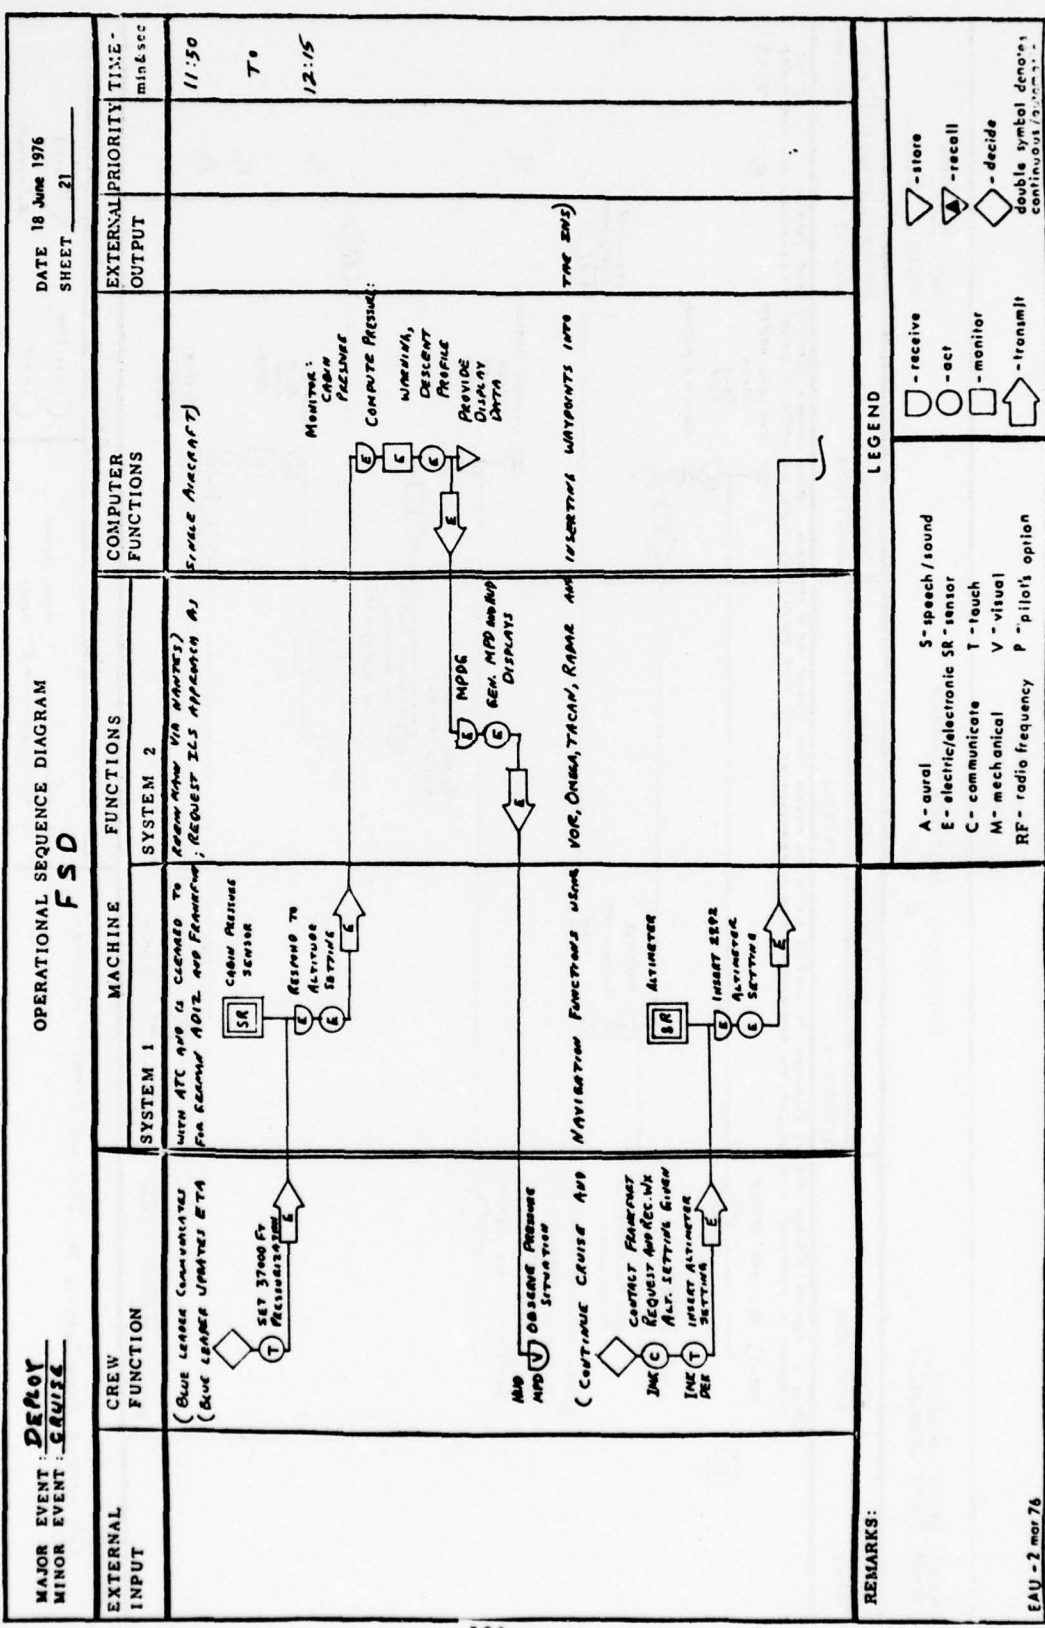 MAJOR EVENT: DEPLOY
MINOR EVENT: CRUISE
OPERATIONAL SEQUENCE DIAGRAM
FSD
DATE 18 June 1976
SHEET 21
EXTERNAL INPUT
CREW FUNCTION
MACHINE FUNCTIONS
SYSTEM 1
SYSTEM 2
COMPUTER FUNCTIONS
EXTERNAL OUTPUT
PRIORITY
TIME-
min&sec
(BLUE LEADER COMMUNICATES WITH ATC AND IS CLEARED TO VIA NANTES)
(BLUE LEADER UPDATES ETA FOR GERMAN ADIZ AND FRANKFURT; REQUEST ILS APPROACH AS SINGLE AIRCRAFT)
11:50
TO
12:15
T
SET 37000 FT
PRESSURIZATION
E
SR
CABIN PRESSURE
SENSOR
E
E
RESPOND TO
ALTITUDE
SETTING
E
MONITOR:
CABIN
PRESSURE
COMPUTE PRESSURE:
WARNING,
DESCENT
PROFILE
PROVIDE
DISPLAY
DATA
E
E
E
E
E
MPDG
E
GEN. MPD AND HUD
DISPLAYS
E
HUD
MPD
V
OBSERVE PRESSURE
SITUATION
(CONTINUE CRUISE AND NAVIGATION FUNCTIONS USING VOR, OMEGA, TACAN, RADAR AND INSERTING WAYPOINTS INTO THE INS)
CONTACT FRANKFURT
REQUEST AND REC. WX
ALT. SETTING GIVEN
IMK
C
IMK
DEK
T
INSERT ALTIMETER
SETTING
E
SR
ALTIMETER
E
E
INSERT 2992
ALTIMETER
SETTING
E
REMARKS:
LEGEND
A - aural
E - electric/electronic
C - communicate
M - mechanical
RF - radio frequency
S - speech / sound
SR - sensor
T - touch
V - visual
P - pilot's option
- receive
- act
- monitor
- transmit
- store
- recall
- decide
double symbol denotes
continuous
EAU - 2 mar 76